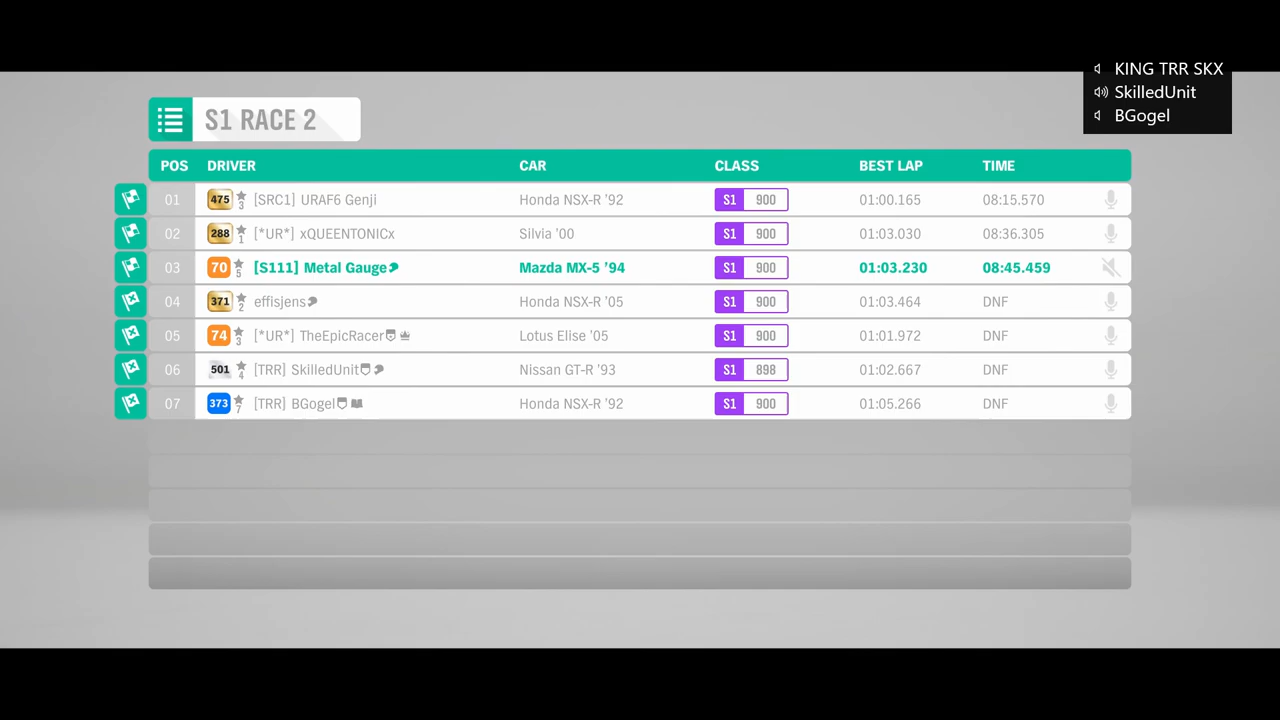 KING TRR SKX
SkilledUnit
BGogel
S1 RACE 2
POS DRIVER CAR CLASS BEST LAP TIME
01 475 3 [SRC1] URAF6 Genji Honda NSX-R '92 S1 900 01:00.165 08:15.570
02 288 1 [*UR*] xQUEENTONICx Silvia '00 S1 900 01:03.030 08:36.305
03 70 5 [S111] Metal Gauge Mazda MX-5 '94 S1 900 01:03.230 08:45.459
04 371 2 effisjens Honda NSX-R '05 S1 900 01:03.464 DNF
05 74 3 [*UR*] TheEpicRacer Lotus Elise '05 S1 900 01:01.972 DNF
06 501 4 [TRR] SkilledUnit Nissan GT-R '93 S1 898 01:02.667 DNF
07 373 7 [TRR] BGogel Honda NSX-R '92 S1 900 01:05.266 DNF